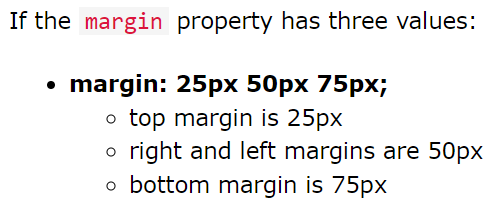 If the margin property has three values:
margin: 25px 50px 75px;
top margin is 25px
right and left margins are 50px
bottom margin is 75px